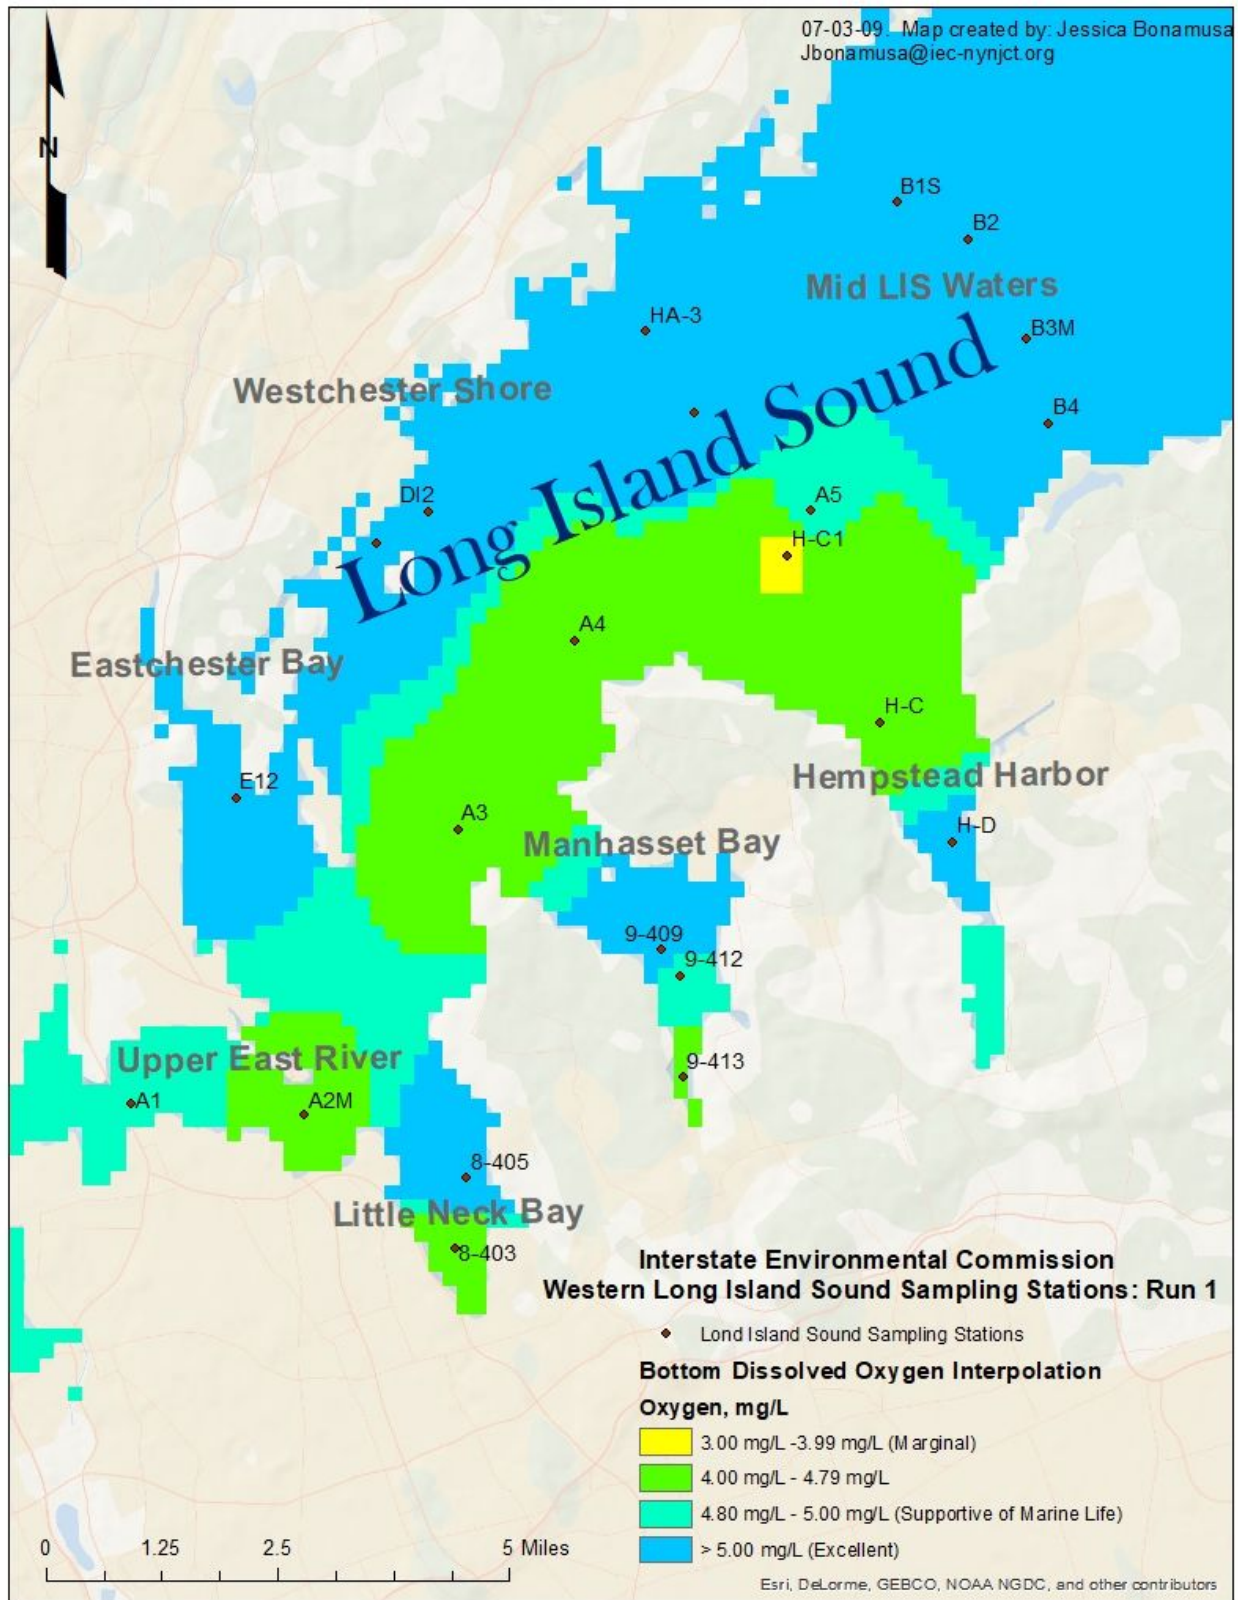 07-03-09. Map created by: Jessica Bonamusa
Jbonamusa@iec-nynjct.org
N
B1S
B2
Mid LIS Waters
HA-3
B3M
Westchester Shore
Long Island Sound
B4
DI2
A5
H-C1
A4
Eastchester Bay
H-C
E12
Hempstead Harbor
A3
Manhasset Bay
H-D
9-409
9-412
Upper East River
9-413
A1
A2M
8-405
Little Neck Bay
8-403
Interstate Environmental Commission
Western Long Island Sound Sampling Stations: Run 1
Lond Island Sound Sampling Stations
Bottom Dissolved Oxygen Interpolation
Oxygen, mg/L
3.00 mg/L -3.99 mg/L (Marginal)
4.00 mg/L - 4.79 mg/L
4.80 mg/L - 5.00 mg/L (Supportive of Marine Life)
> 5.00 mg/L (Excellent)
0 1.25 2.5 5 Miles
Esri, DeLorme, GEBCO, NOAA NGDC, and other contributors